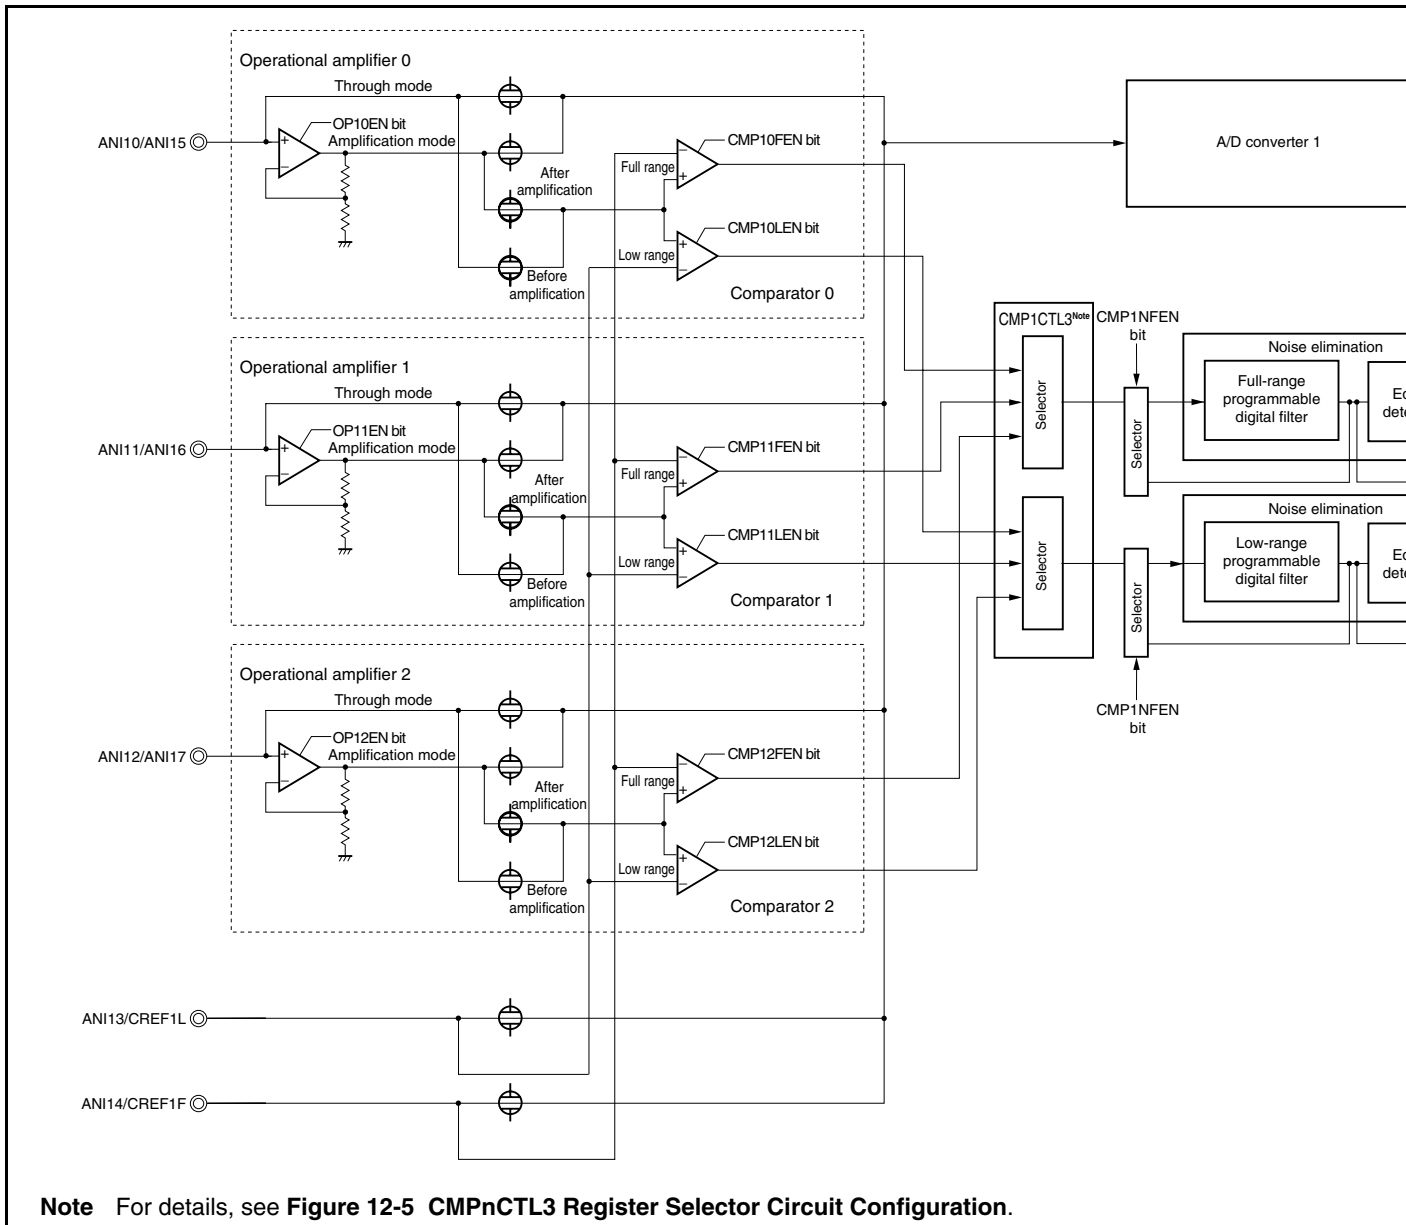 Operational amplifier 0
Through mode
OP10EN bit
Amplification mode
ANI10/ANI15
+
−
After
amplification
Before
amplification
Full range
−
+
CMP10FEN bit
Low range
+
−
CMP10LEN bit
Comparator 0
A/D converter 1
Operational amplifier 1
Through mode
OP11EN bit
Amplification mode
ANI11/ANI16
+
−
After
amplification
Before
amplification
Full range
−
+
CMP11FEN bit
Low range
+
−
CMP11LEN bit
Comparator 1
CMP1CTL3Note
Selector
Selector
CMP1NFEN
bit
Selector
Noise elimination
Full-range
programmable
digital filter
Selector
Noise elimination
Low-range
programmable
digital filter
CMP1NFEN
bit
Operational amplifier 2
Through mode
OP12EN bit
Amplification mode
ANI12/ANI17
+
−
After
amplification
Before
amplification
Full range
−
+
CMP12FEN bit
Low range
+
−
CMP12LEN bit
Comparator 2
ANI13/CREF1L
ANI14/CREF1F
Note For details, see Figure 12-5 CMPnCTL3 Register Selector Circuit Configuration.